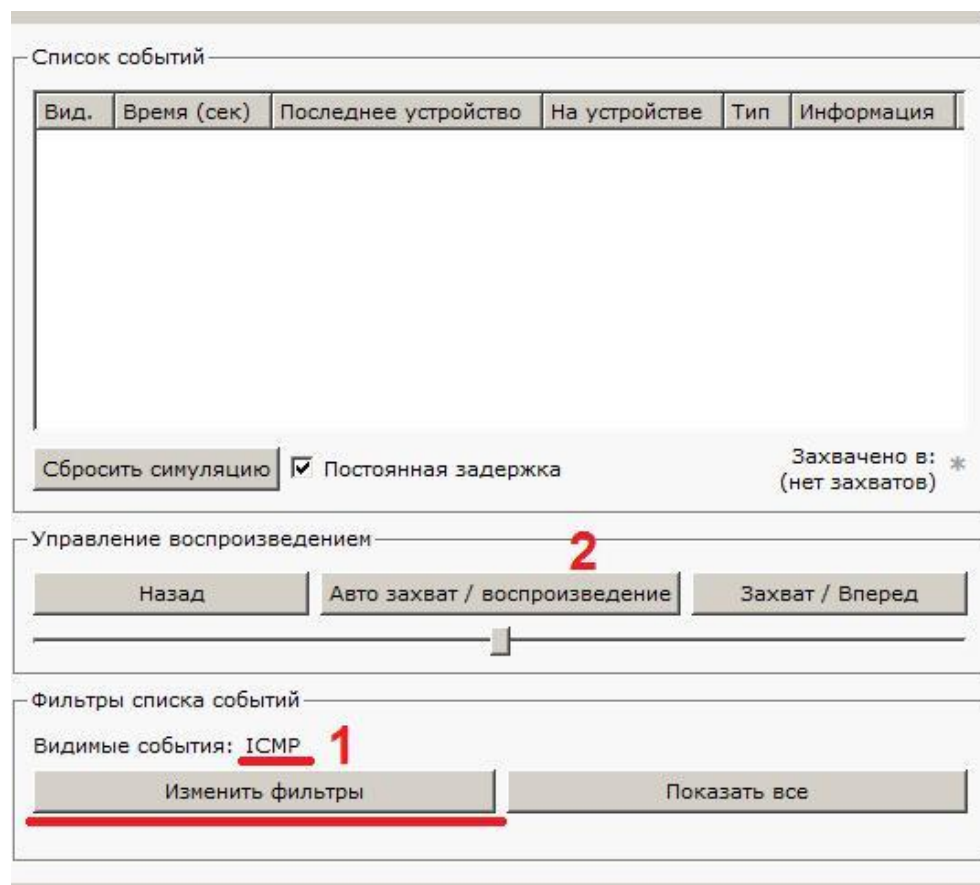 Список событий
Вид. Время (сек) Последнее устройство На устройстве Тип Информация
Сбросить симуляцию Постоянная задержка Захвачено в:
(нет захватов) *
Управление воспроизведением
2
Назад Авто захват / воспроизведение Захват / Вперед
Фильтры списка событий
Видимые события: ICMP 1
Изменить фильтры Показать все